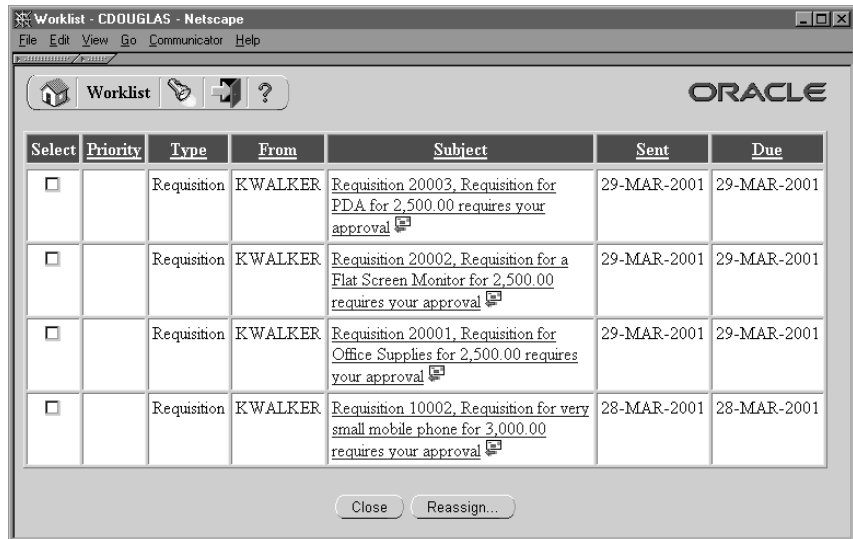 Worklist - CDOUGLAS - Netscape
File Edit View Go Communicator Help
Worklist ?
ORACLE
Select Priority Type From Subject Sent Due
Requisition KWALKER Requisition 20003, Requisition for 29-MAR-2001 29-MAR-2001
PDA for 2,500.00 requires your
approval
Requisition KWALKER Requisition 20002, Requisition for a 29-MAR-2001 29-MAR-2001
Flat Screen Monitor for 2,500.00
requires your approval
Requisition KWALKER Requisition 20001, Requisition for 29-MAR-2001 29-MAR-2001
Office Supplies for 2,500.00 requires
your approval
Requisition KWALKER Requisition 10002, Requisition for very 28-MAR-2001 28-MAR-2001
small mobile phone for 3,000.00
requires your approval
Close Reassign...